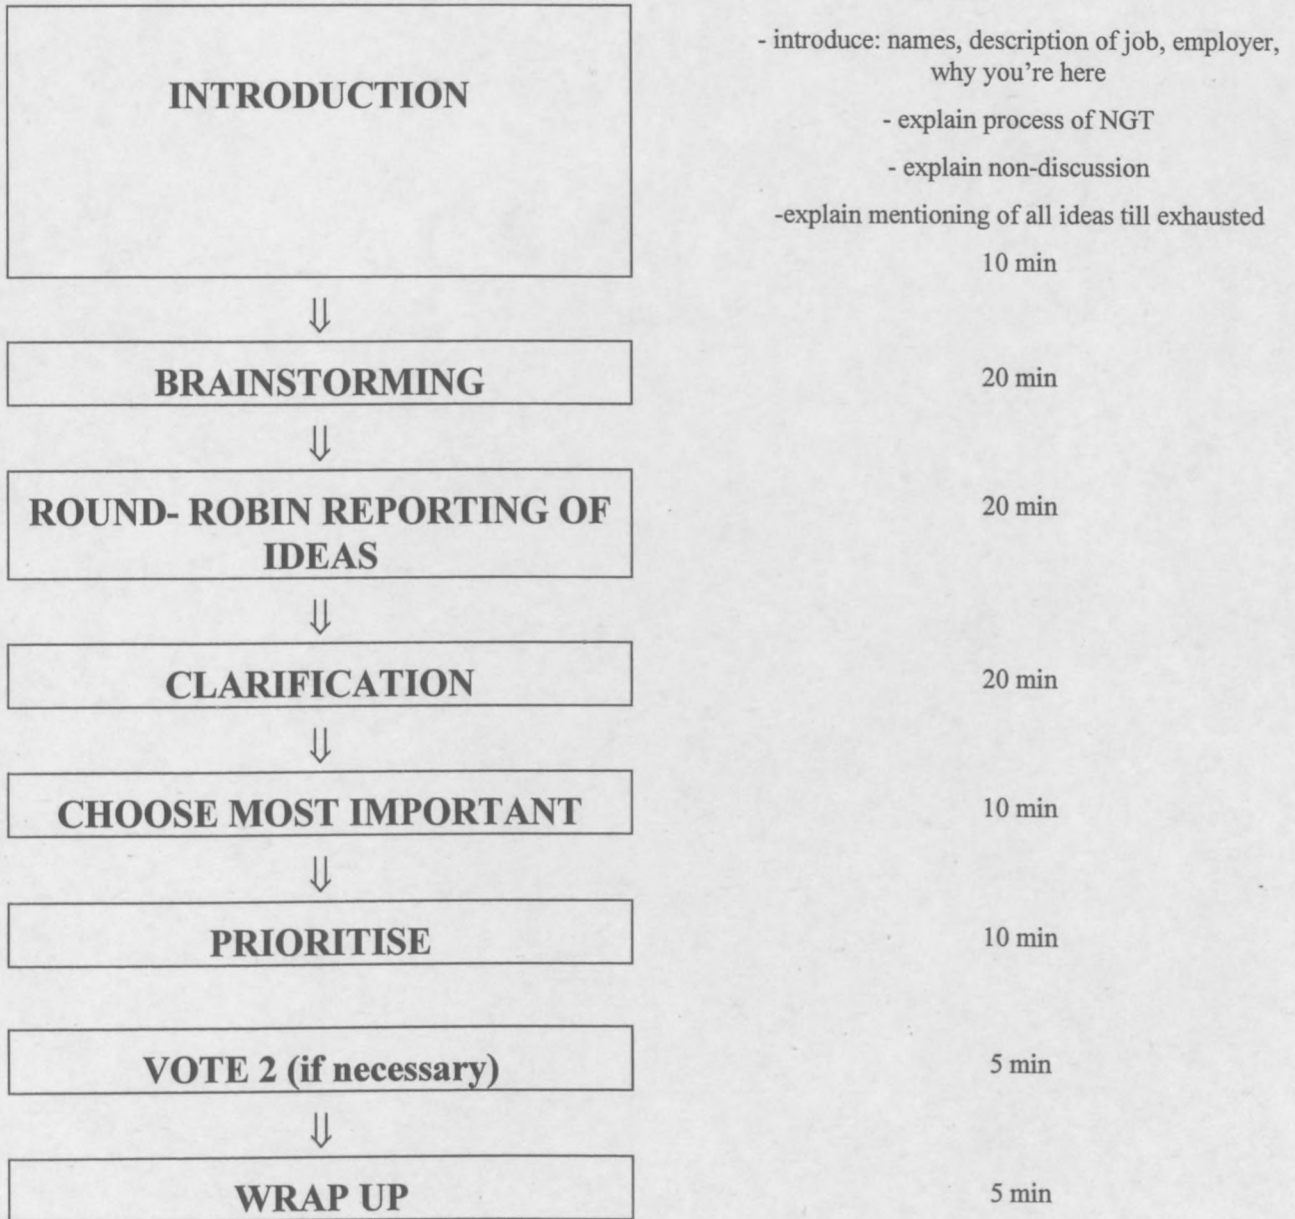 INTRODUCTION
- introduce: names, description of job, employer,
why you're here
- explain process of NGT
- explain non-discussion
-explain mentioning of all ideas till exhausted
10 min
⇓
BRAINSTORMING
20 min
⇓
ROUND- ROBIN REPORTING OF
IDEAS
20 min
⇓
CLARIFICATION
20 min
⇓
CHOOSE MOST IMPORTANT
10 min
⇓
PRIORITISE
10 min
VOTE 2 (if necessary)
5 min
⇓
WRAP UP
5 min